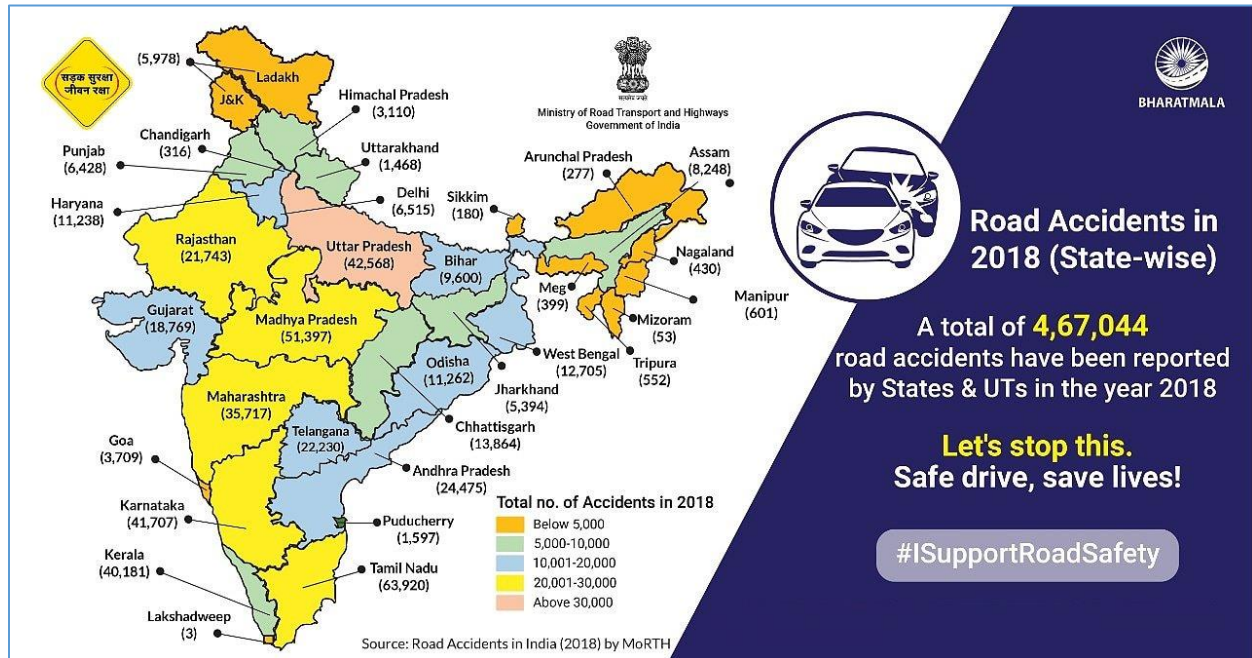 सड़क सुरक्षा
जीवन रक्षा
(5,978)
Ladakh
J&K
Himachal Pradesh
(3,110)
Chandigarh
(316)
Punjab
(6,428)
Uttarakhand
(1,468)
Haryana
(11,238)
Delhi
(6,515)
Rajasthan
(21,743)
Uttar Pradesh
(42,568)
Bihar
(9,600)
Sikkim
(180)
Arunchal Pradesh
(277)
Assam
(8,248)
Nagaland
(430)
Meg
(399)
Manipur
(601)
Mizoram
(53)
Tripura
(552)
Gujarat
(18,769)
Madhya Pradesh
(51,397)
West Bengal
(12,705)
Jharkhand
(5,394)
Odisha
(11,262)
Chhattisgarh
(13,864)
Maharashtra
(35,717)
Telangana
(22,230)
Andhra Pradesh
(24,475)
Goa
(3,709)
Karnataka
(41,707)
Puducherry
(1,597)
Kerala
(40,181)
Tamil Nadu
(63,920)
Lakshadweep
(3)
Total no. of Accidents in 2018
Below 5,000
5,000-10,000
10,001-20,000
20,001-30,000
Above 30,000
Source: Road Accidents in India (2018) by MoRTH
सत्यमेव जयते
Ministry of Road Transport and Highways
Government of India
BHARATMALA
Road Accidents in
2018 (State-wise)
A total of 4,67,044
road accidents have been reported
by States & UTs in the year 2018
Let's stop this.
Safe drive, save lives!
#ISupportRoadSafety